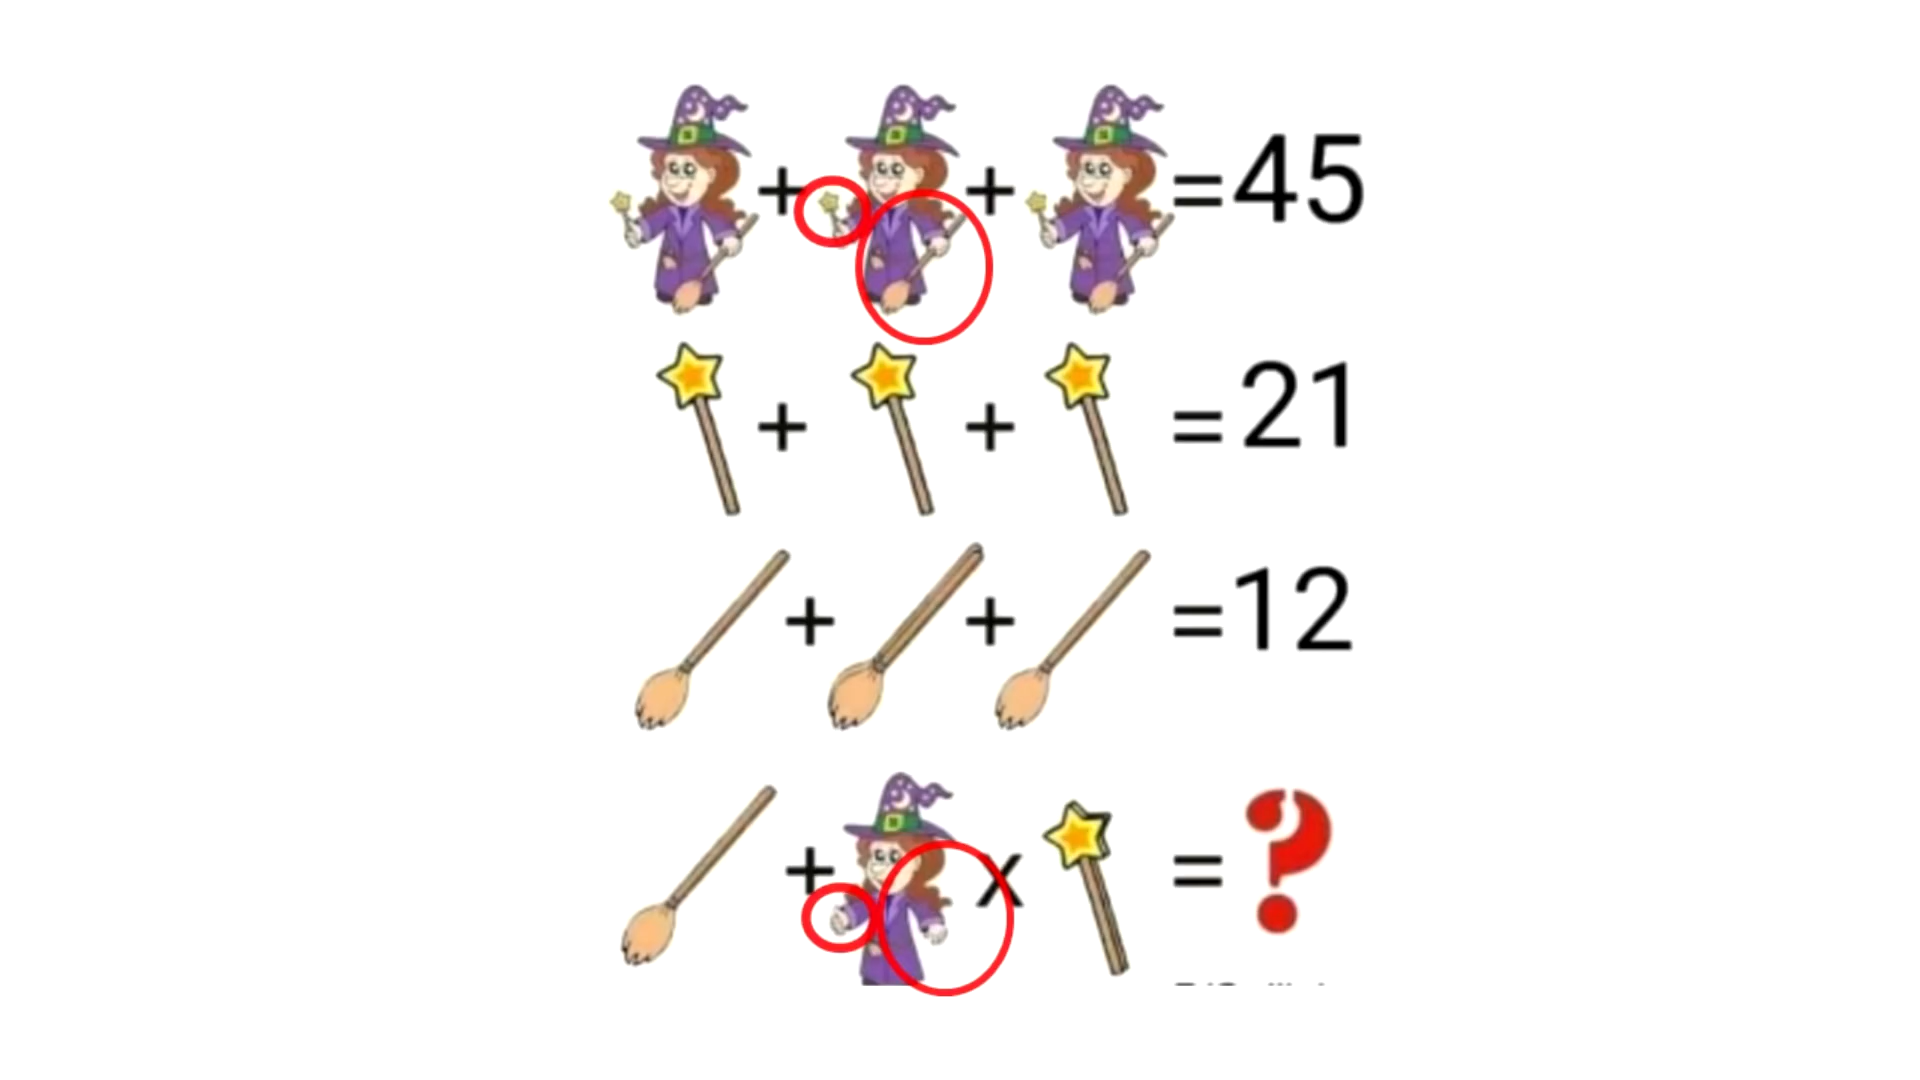 + + =45
+ + =21
+ + =12
+ x =?